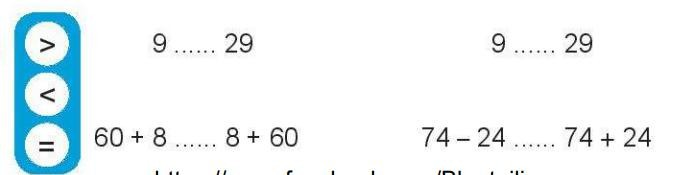 > 9 ...... 29 9 ...... 29
<
= 60 + 8 ...... 8 + 60 74 – 24 ...... 74 + 24